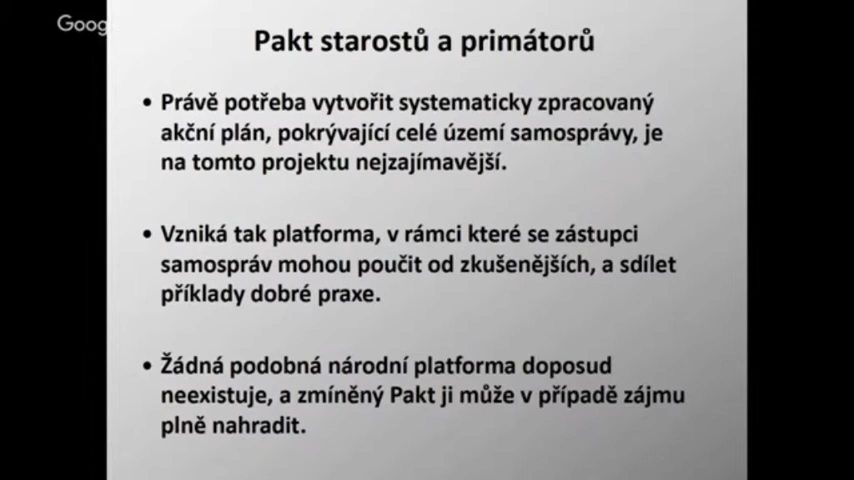 Pakt starostů a primátorů
• Právě potřeba vytvořit systematicky zpracovaný
akční plán, pokrývající celé území samosprávy, je
na tomto projektu nejzajímavější.
• Vzniká tak platforma, v rámci které se zástupci
samospráv mohou poučit od zkušenějších, a sdílet
příklady dobré praxe.
• Žádná podobná národní platforma doposud
neexistuje, a zmíněný Pakt ji může v případě zájmu
plně nahradit.